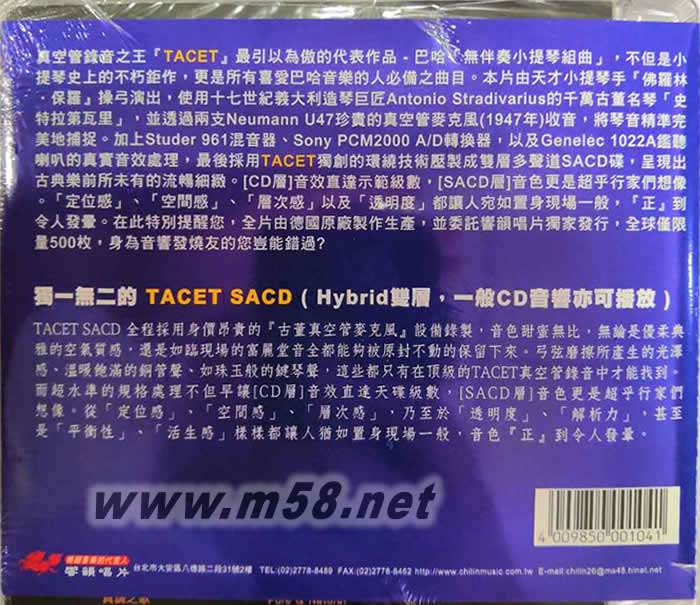 真空管錄音之王『TACET』最引以為傲的代表作品 - 巴哈「無伴奏小提琴組曲」，不但是小
提琴史上的不朽鉅作，更是所有喜愛巴哈音樂的人必備之曲目。本片由天才小提琴手『佛羅林
．保羅』操弓演出，使用十七世紀義大利造琴巨匠Antonio Stradivarius的千萬古董名琴「史
特拉第瓦里」，並透過兩支Neumann U47珍貴的真空管麥克風(1947年)收音，將琴音精準完
美地捕捉。加上Studer 961混音器、Sony PCM2000 A/D轉換器，以及Genelec 1022A鑑聽
喇叭的真實音效處理，最後採用TACET獨創的環繞技術壓製成雙層多聲道SACD碟，呈現出
古典樂前所未有的流暢細緻。[CD層]音效直達示範級數，[SACD層]音色更是超乎行家們想像
。「定位感」、「空間感」、「層次感」以及「透明度」都讓人宛如置身現場一般，『正』到
令人發暈。在此特別提醒您，全片由德國原廠製作生產，並委託響韻唱片獨家發行，全球僅限
量500枚，身為音響發燒友的您豈能錯過?
獨一無二的 TACET SACD ( Hybrid雙層，一般CD音響亦可播放 )
TACET SACD 全程採用身價昂貴的『古董真空管麥克風』設備錄製，音色甜蜜無比，無論是優柔典
雅的空氣質感，還是如臨現場的富麗堂音全都能夠被原封不動的保留下來。弓弦磨擦所產生的光澤
感、溫暖飽滿的銅管聲、如珠玉般的鍵琴聲，這些都只有在頂級的TACET真空管錄音中才能找到。
而超水準的規格處理不但早讓[CD層]音效直達天碟級數，[SACD層]音色更是超乎行家們
想像。從「定位感」、「空間感」、「層次感」，乃至於「透明度」、「解析力」，甚至
是「平衡性」、「活生感」樣樣都讓人猶如置身現場一般，音色『正』到令人發暈。
www.m58.net
4 009850 001041
響韻唱片
台北市大安區八德路二段31號2樓 TEL:(02)2778-8489 FAX:(02)2778-8462 http://www.chilinmusic.com.tw E-mail:chilin26@ms48.hinet.net
Pure & Natural